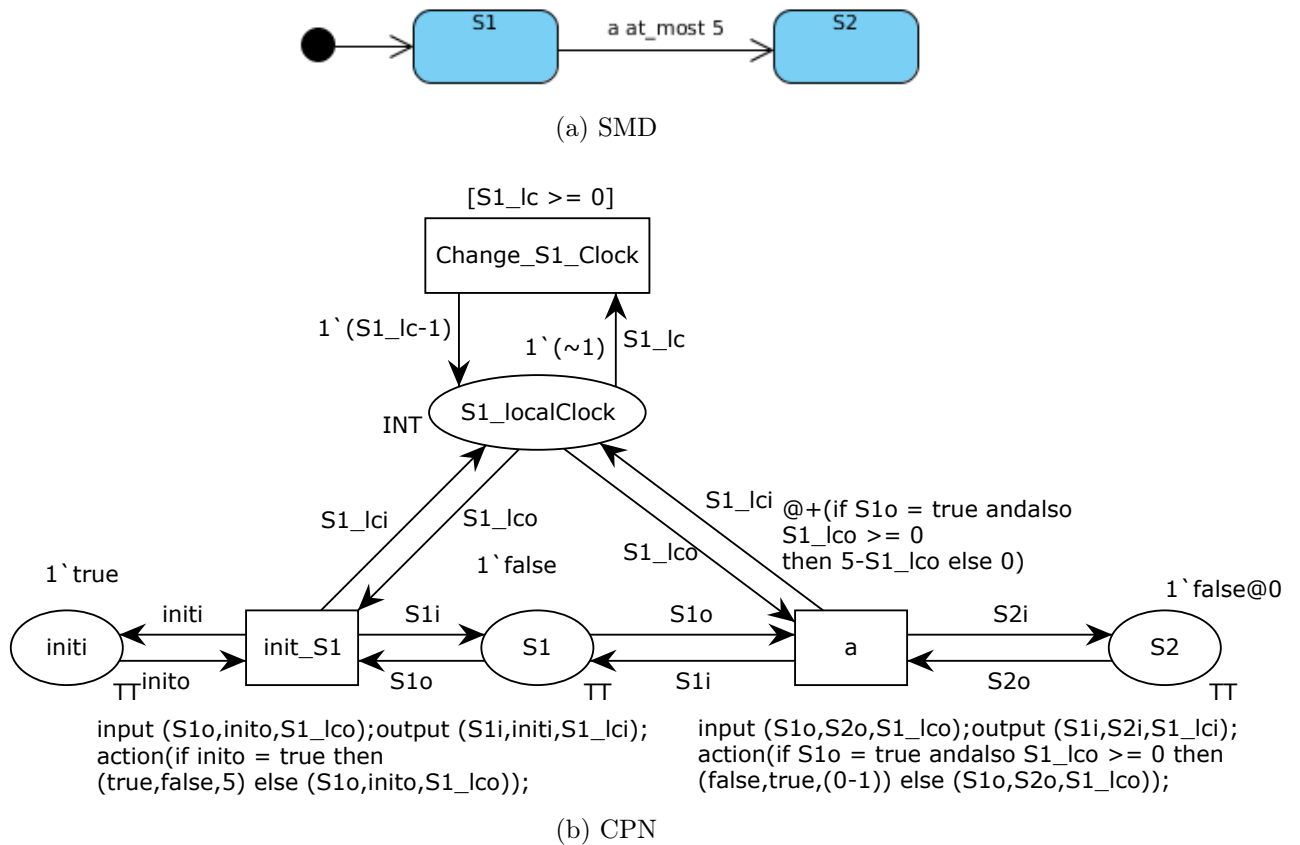 S1
a at_most 5
S2
(a) SMD
[S1_lc >= 0]
Change_S1_Clock
1`(S1_lc-1)
1`(~1)
S1_lc
S1_localClock
INT
S1_lci
S1_lco
S1_lco
S1_lci
@+(if S1o = true andalso
S1_lco >= 0
then 5-S1_lco else 0)
1`true
1`false
1`false@0
initi
initi
inito
TT
init_S1
S1i
S1o
S1
TT
S1o
S1i
a
S2i
S2o
S2
TT
input (S1o,inito,S1_lco);output (S1i,initi,S1_lci);
action(if inito = true then
(true,false,5) else (S1o,inito,S1_lco));
input (S1o,S2o,S1_lco);output (S1i,S2i,S1_lci);
action(if S1o = true andalso S1_lco >= 0 then
(false,true,(0-1)) else (S1o,S2o,S1_lco));
(b) CPN